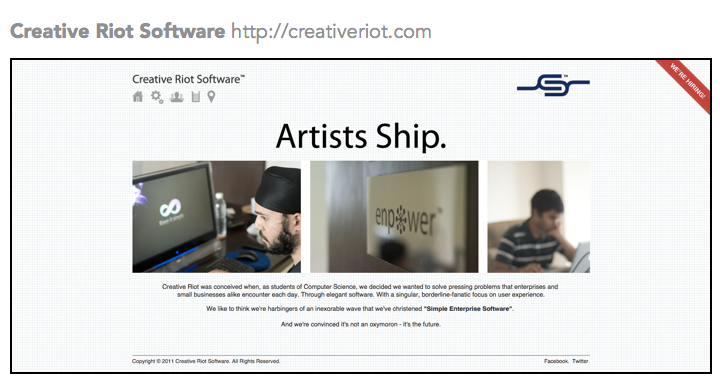 Creative Riot Software http://creativeriot.com
Creative Riot Software™
WE'RE HIRING!
Artists Ship.
enpower™
Creative Riot was conceived when, as students of Computer Science, we decided we wanted to solve pressing problems that enterprises and
small businesses alike encounter each day. Through elegant software. With a singular, borderline-fanatic focus on user experience.
We like to think we're harbingers of an inexorable wave that we've christened "Simple Enterprise Software".
And we're convinced it's not an oxymoron - it's the future.
Copyright © 2011 Creative Riot Software. All Rights Reserved. Facebook. Twitter.